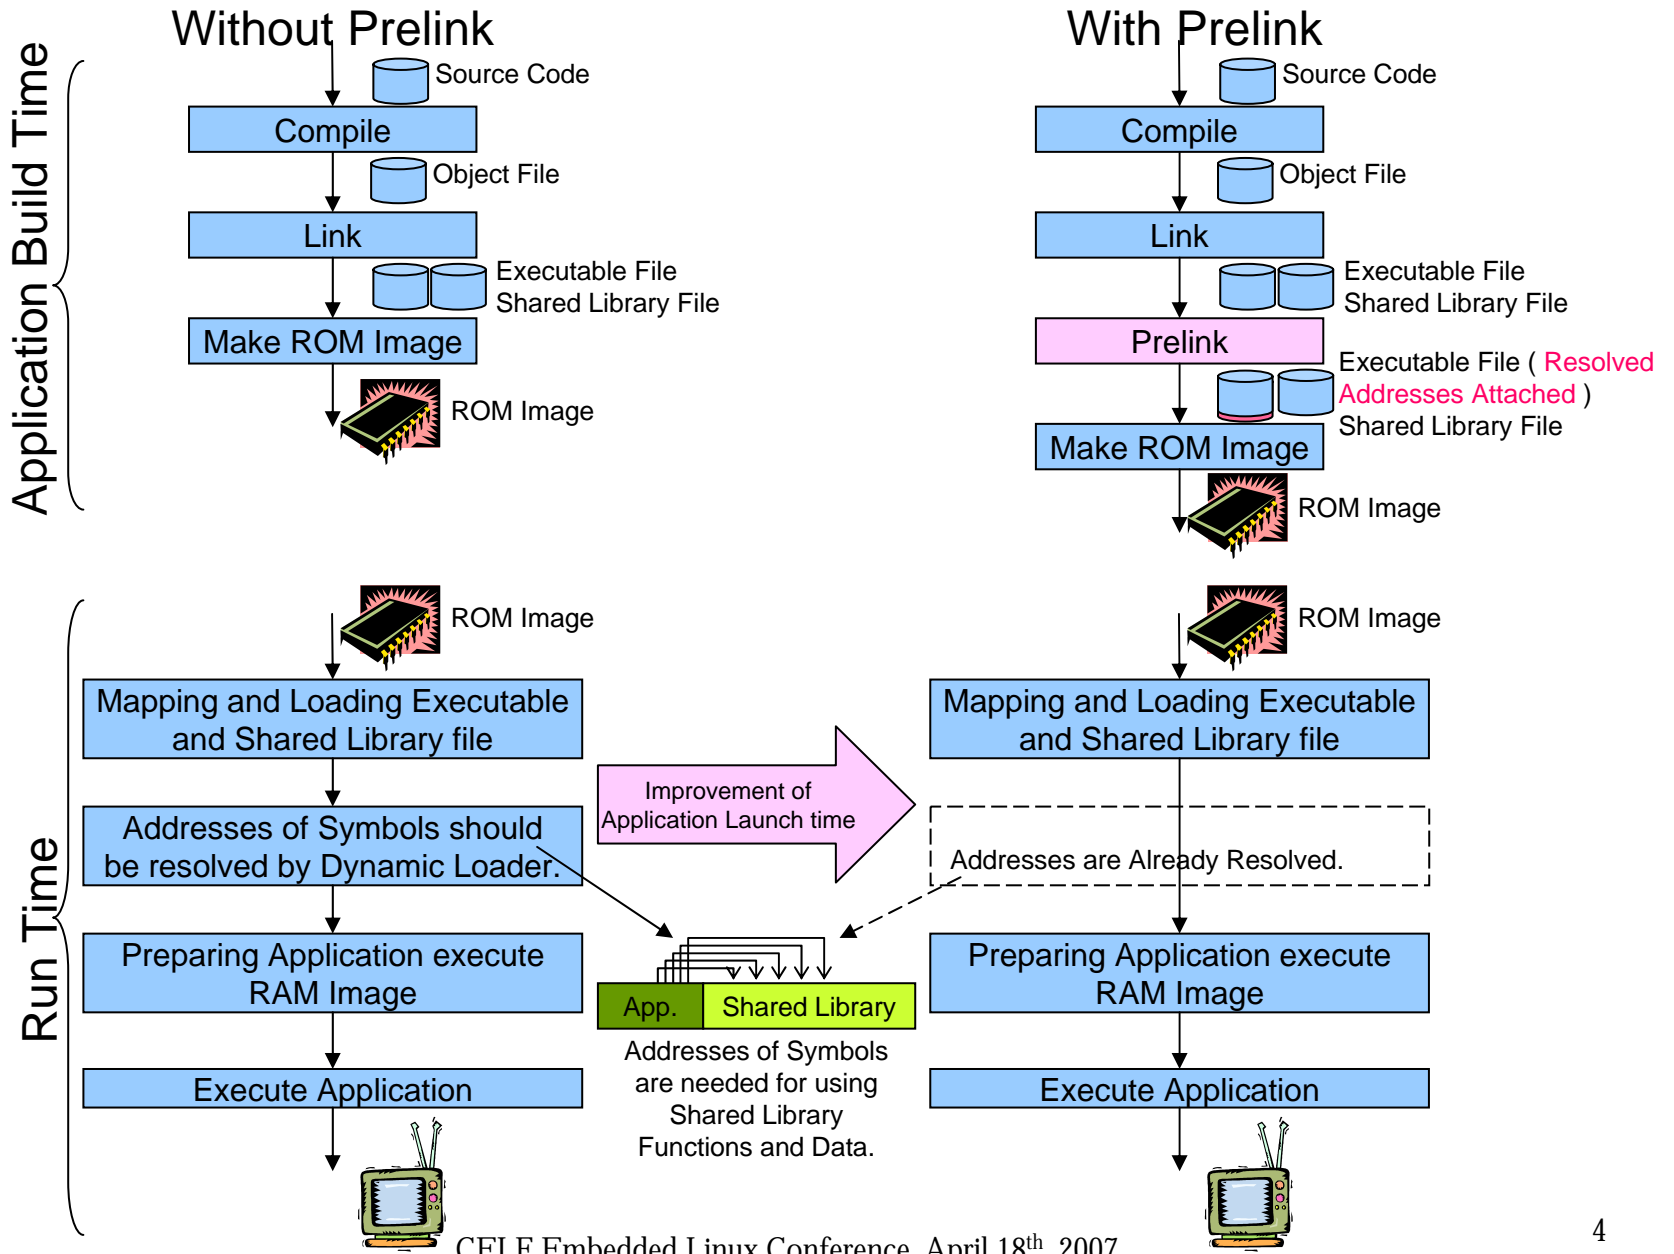 Without Prelink
Application Build Time
Source Code
Compile
Object File
Link
Executable File
Shared Library File
Make ROM Image
ROM Image
With Prelink
Source Code
Compile
Object File
Link
Executable File
Shared Library File
Prelink
Executable File ( Resolved
Addresses Attached )
Shared Library File
Make ROM Image
ROM Image
Run Time
ROM Image
Mapping and Loading Executable
and Shared Library file
Addresses of Symbols should
be resolved by Dynamic Loader.
Preparing Application execute
RAM Image
Execute Application
Improvement of
Application Launch time
App.
Shared Library
Addresses of Symbols
are needed for using
Shared Library
Functions and Data.
ROM Image
Mapping and Loading Executable
and Shared Library file
Addresses are Already Resolved.
Preparing Application execute
RAM Image
Execute Application
CELF Embedded Linux Conference, April 18th, 2007
4